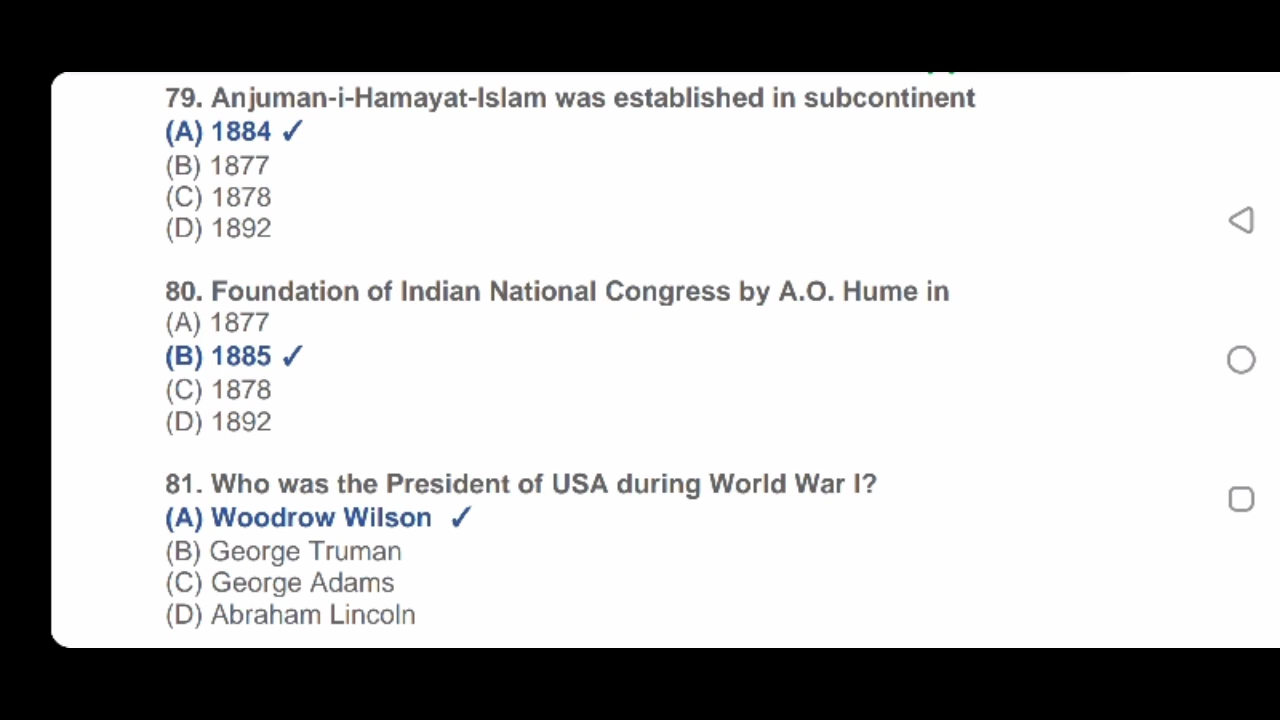 79. Anjuman-i-Hamayat-Islam was established in subcontinent
(A) 1884 ✓
(B) 1877
(C) 1878
(D) 1892
80. Foundation of Indian National Congress by A.O. Hume in
(A) 1877
(B) 1885 ✓
(C) 1878
(D) 1892
81. Who was the President of USA during World War I?
(A) Woodrow Wilson ✓
(B) George Truman
(C) George Adams
(D) Abraham Lincoln